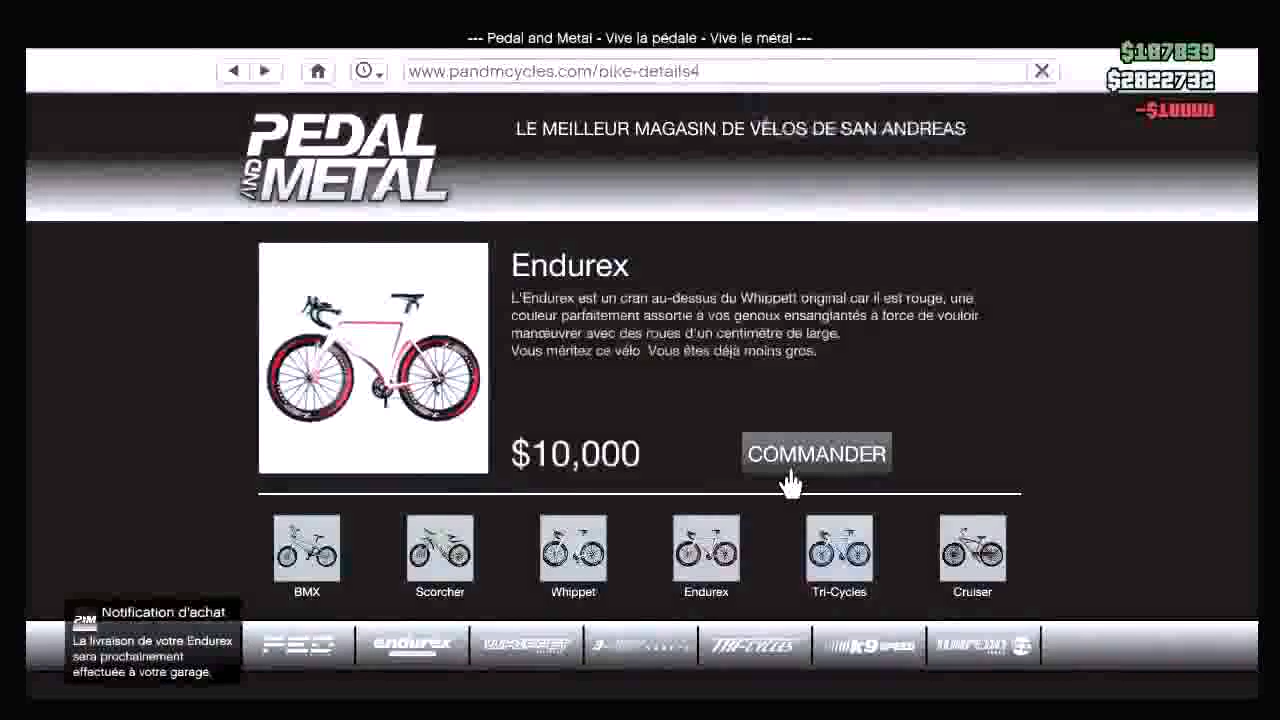 --- Pedal and Metal - Vive la pédale - Vive le métal ---
$187839
www.pandmcycles.com/bike-details4
$2822732
-$10000
PEDAL
AND METAL
LE MEILLEUR MAGASIN DE VÉLOS DE SAN ANDREAS
Endurex
L'Endurex est un cran au-dessus du Whippett original car il est rouge, une
couleur parfaitement assortie à vos genoux ensanglantés à force de vouloir
manœuvrer avec des roues d'un centimètre de large.
Vous méritez ce vélo. Vous êtes déjà moins gros.
$10,000
COMMANDER
BMX
Scorcher
Whippet
Endurex
Tri-Cycles
Cruiser
Notification d'achat
La livraison de votre Endurex
sera prochainement
effectuée à votre garage.
endurex
WHIPPET
TRI-CYCLES
K9 SPEED